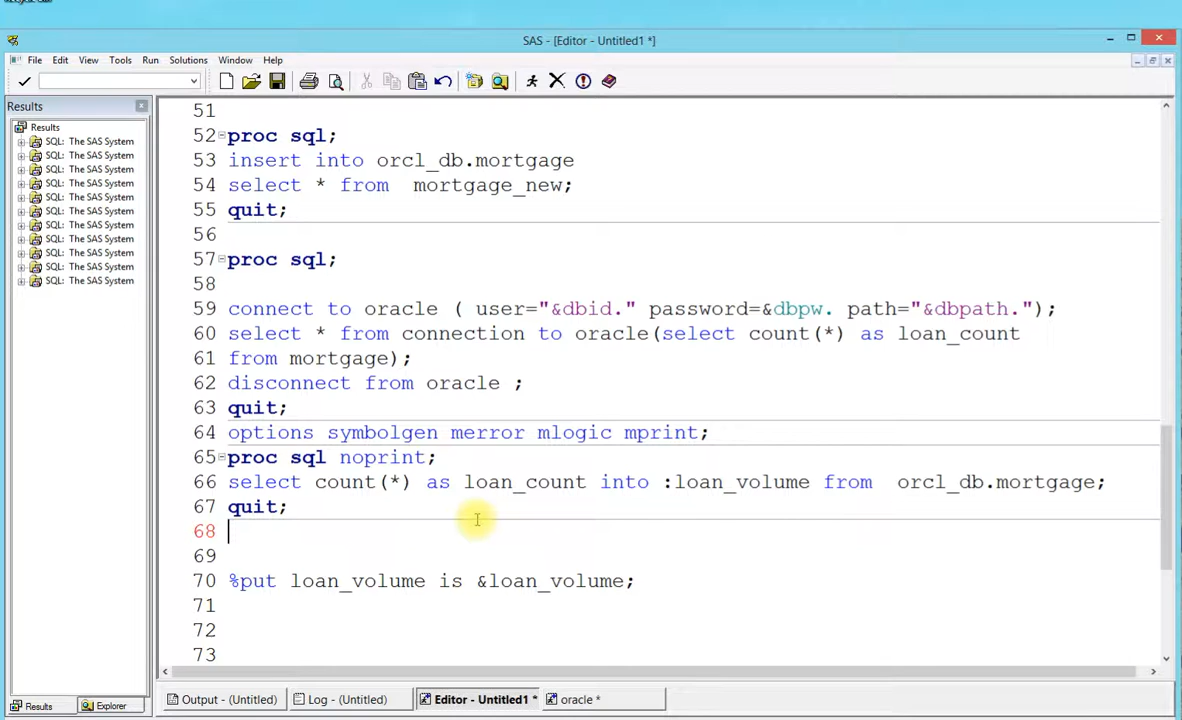 SAS - [Editor - Untitled1 *]
File Edit View Tools Run Solutions Window Help
Results
Results
SQL: The SAS System
SQL: The SAS System
SQL: The SAS System
SQL: The SAS System
SQL: The SAS System
SQL: The SAS System
SQL: The SAS System
SQL: The SAS System
SQL: The SAS System
SQL: The SAS System
SQL: The SAS System
51
52 proc sql;
53 insert into orcl_db.mortgage
54 select * from  mortgage_new;
55 quit;
56
57 proc sql;
58
59 connect to oracle ( user="&dbid." password=&dbpw. path="&dbpath.");
60 select * from connection to oracle(select count(*) as loan_count
61 from mortgage);
62 disconnect from oracle ;
63 quit;
64 options symbolgen merror mlogic mprint;
65 proc sql noprint;
66 select count(*) as loan_count into :loan_volume from  orcl_db.mortgage;
67 quit;
68
69
70 %put loan_volume is &loan_volume;
71
72
73
Results Explorer
Output - (Untitled) Log - (Untitled) Editor - Untitled1 * oracle *